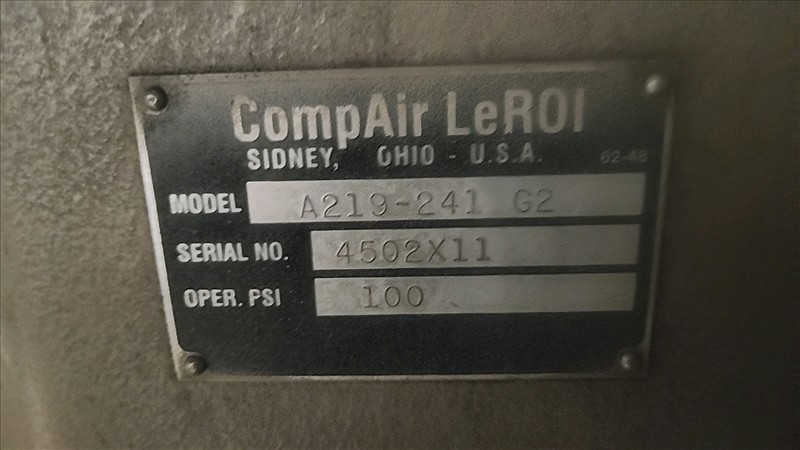 CompAir LeROI
SIDNEY, OHIO - U.S.A. 62-48
MODEL A219-241 G2
SERIAL NO. 4502X11
OPER. PSI 100